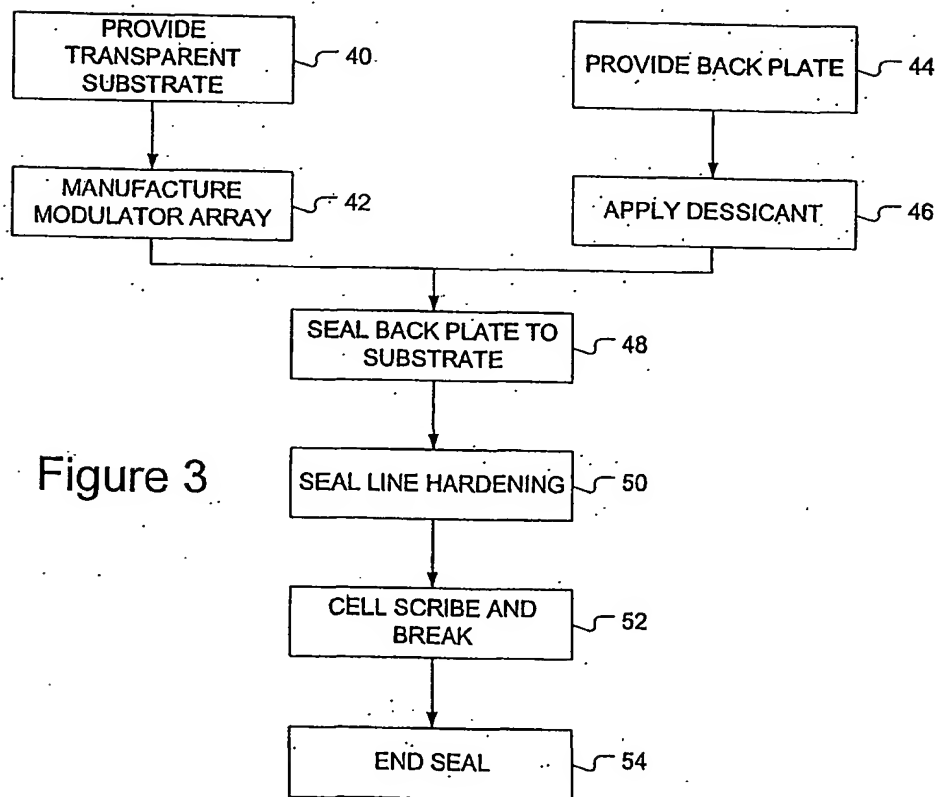 PROVIDE
TRANSPARENT
SUBSTRATE
40
PROVIDE BACK PLATE
44
MANUFACTURE
MODULATOR ARRAY
42
APPLY DESSICANT
46
SEAL BACK PLATE TO
SUBSTRATE
48
Figure 3
SEAL LINE HARDENING
50
CELL SCRIBE AND
BREAK
52
END SEAL
54